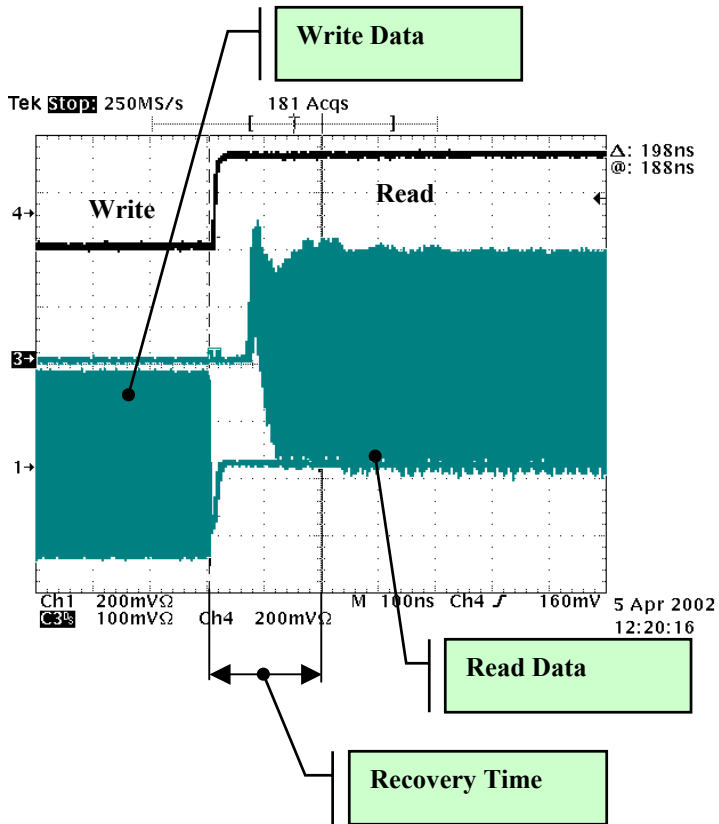 Write Data
Tek Stop: 250MS/s 181 Acqs
Δ: 198ns
@: 188ns
Write
Read
4→
3→
1→
Ch1 200mVΩ M 100ns Ch4 ƒ 160mV
100mVΩ Ch4 200mVΩ
5 Apr 2002
12:20:16
Read Data
Recovery Time